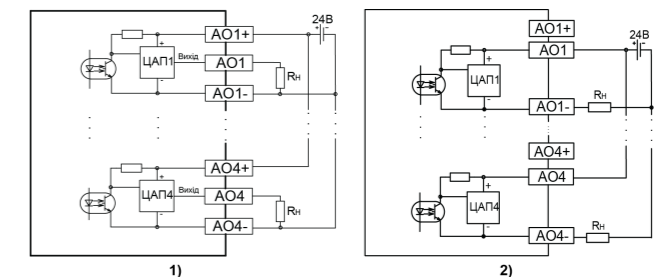 AO1+
24В
+ -
+
ЦАП1
Вихід
AO1
Rн
-
AO1-
AO4+
+
ЦАП4
Вихід
AO4
Rн
-
AO4-
1)
AO1+
24В
+ -
AO1
+
ЦАП1
-
AO1-
Rн
AO4+
AO4
+
ЦАП4
-
AO4-
Rн
2)